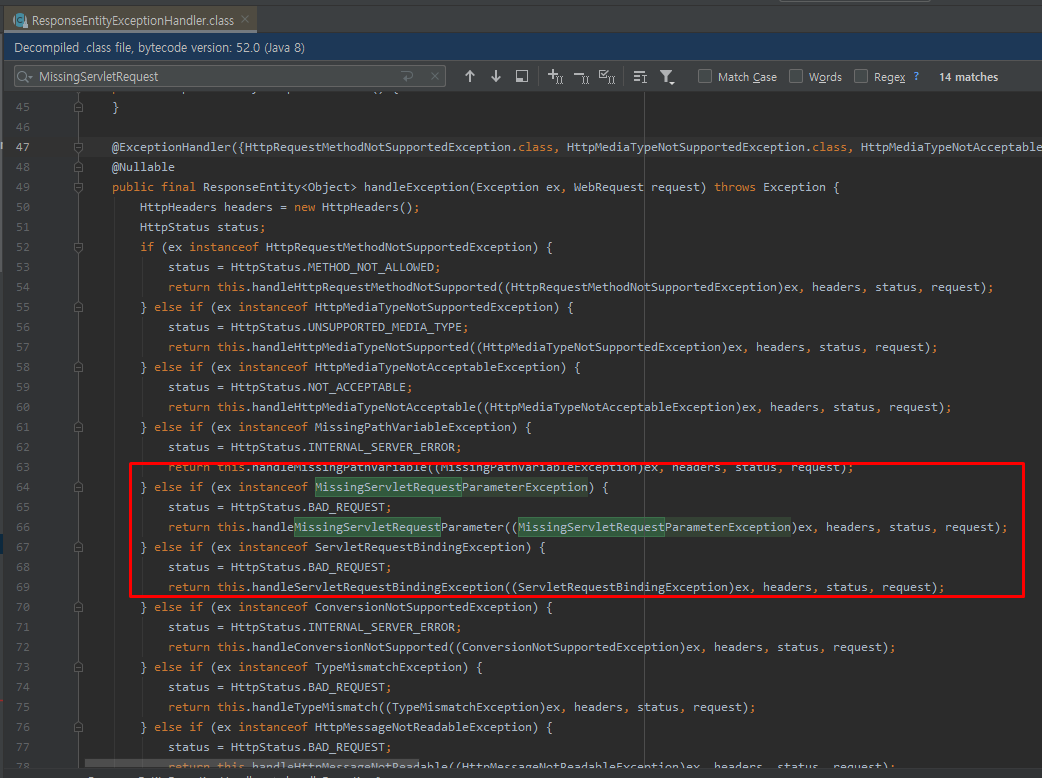 ResponseEntityExceptionHandler.class
Decompiled .class file, bytecode version: 52.0 (Java 8)
MissingServletRequest
Match Case
Words
Regex
?
14 matches
45 }
46
47 @ExceptionHandler({HttpRequestMethodNotSupportedException.class, HttpMediaTypeNotSupportedException.class, HttpMediaTypeNotAcceptable
48 @Nullable
49 public final ResponseEntity<Object> handleException(Exception ex, WebRequest request) throws Exception {
50 HttpHeaders headers = new HttpHeaders();
51 HttpStatus status;
52 if (ex instanceof HttpRequestMethodNotSupportedException) {
53 status = HttpStatus.METHOD_NOT_ALLOWED;
54 return this.handleHttpRequestMethodNotSupported((HttpRequestMethodNotSupportedException)ex, headers, status, request);
55 } else if (ex instanceof HttpMediaTypeNotSupportedException) {
56 status = HttpStatus.UNSUPPORTED_MEDIA_TYPE;
57 return this.handleHttpMediaTypeNotSupported((HttpMediaTypeNotSupportedException)ex, headers, status, request);
58 } else if (ex instanceof HttpMediaTypeNotAcceptableException) {
59 status = HttpStatus.NOT_ACCEPTABLE;
60 return this.handleHttpMediaTypeNotAcceptable((HttpMediaTypeNotAcceptableException)ex, headers, status, request);
61 } else if (ex instanceof MissingPathVariableException) {
62 status = HttpStatus.INTERNAL_SERVER_ERROR;
63 return this.handleMissingPathVariable((MissingPathVariableException)ex, headers, status, request);
64 } else if (ex instanceof MissingServletRequestParameterException) {
65 status = HttpStatus.BAD_REQUEST;
66 return this.handleMissingServletRequestParameter((MissingServletRequestParameterException)ex, headers, status, request);
67 } else if (ex instanceof ServletRequestBindingException) {
68 status = HttpStatus.BAD_REQUEST;
69 return this.handleServletRequestBindingException((ServletRequestBindingException)ex, headers, status, request);
70 } else if (ex instanceof ConversionNotSupportedException) {
71 status = HttpStatus.INTERNAL_SERVER_ERROR;
72 return this.handleConversionNotSupported((ConversionNotSupportedException)ex, headers, status, request);
73 } else if (ex instanceof TypeMismatchException) {
74 status = HttpStatus.BAD_REQUEST;
75 return this.handleTypeMismatch((TypeMismatchException)ex, headers, status, request);
76 } else if (ex instanceof HttpMessageNotReadableException) {
77 status = HttpStatus.BAD_REQUEST;
78 return this.handleHttpMessageNotReadable((HttpMessageNotReadableException)ex, headers, status, request);